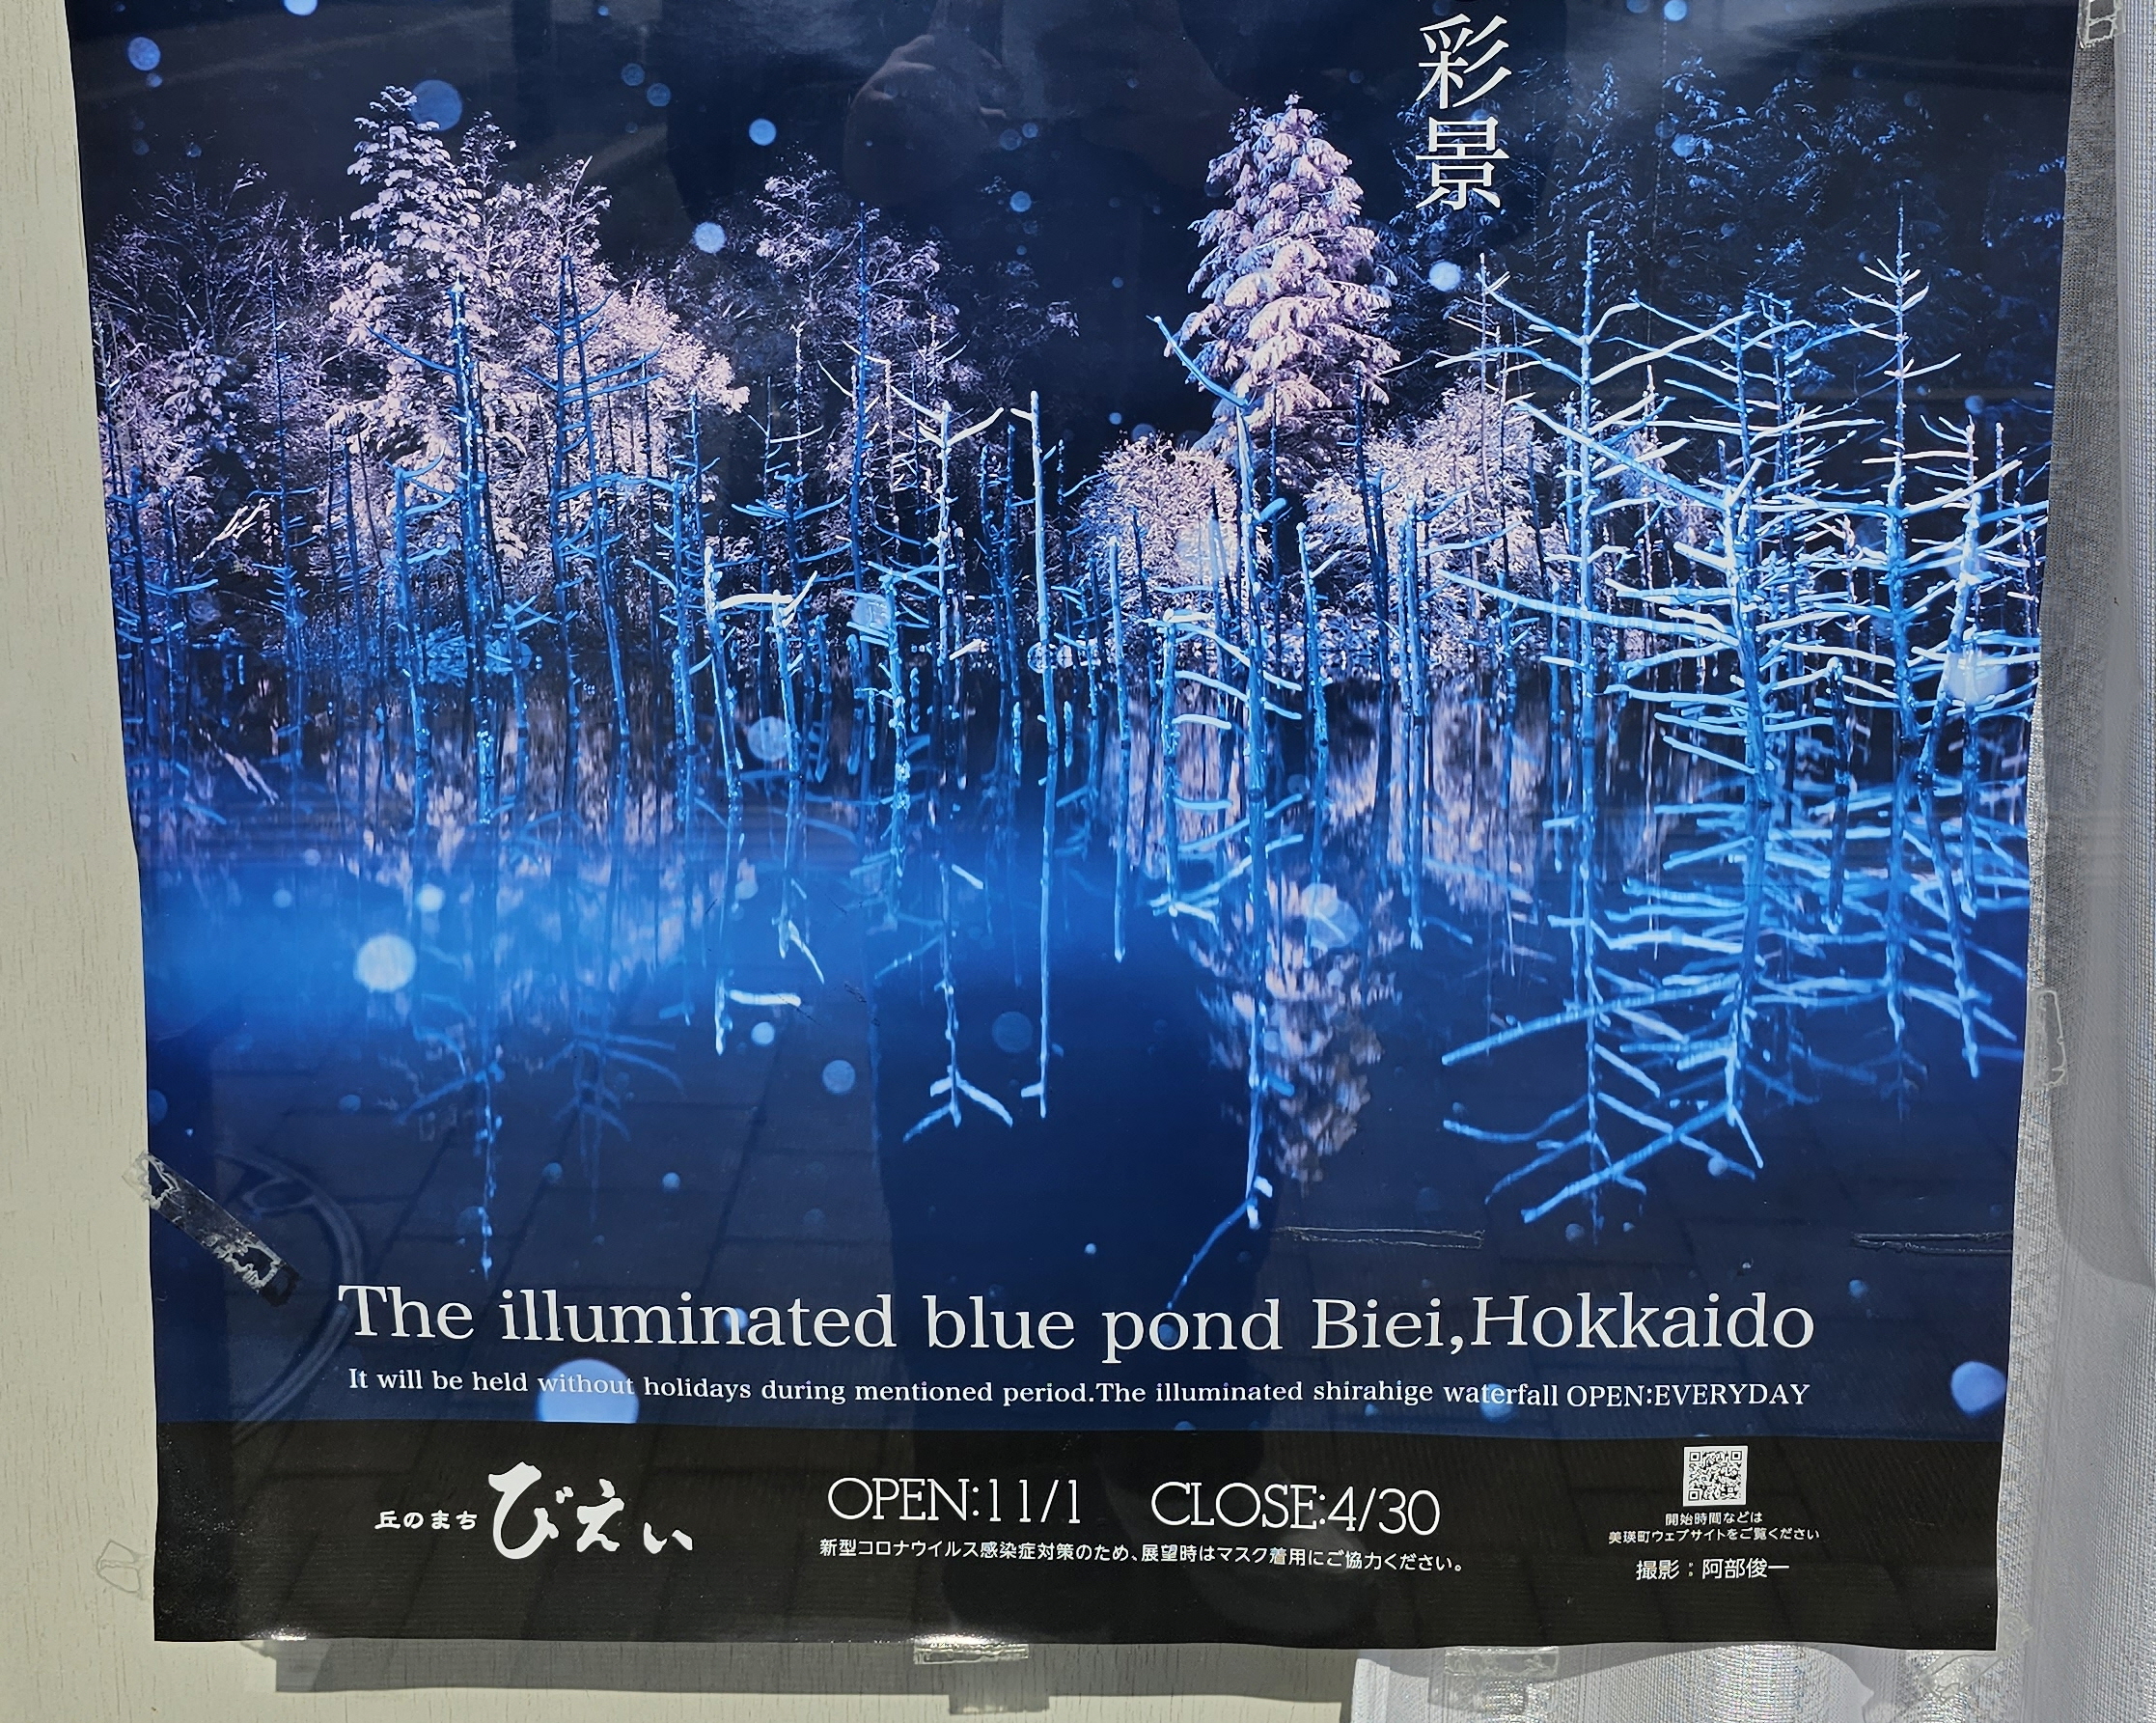 彩景
The illuminated blue pond Biei,Hokkaido
It will be held without holidays during mentioned period.The illuminated shirahige waterfall OPEN:EVERYDAY
丘のまちびえい
OPEN:11/1 CLOSE:4/30
新型コロナウイルス感染症対策のため、展望時はマスク着用にご協力ください。
開始時間などは
美瑛町ウェブサイトをご覧ください
撮影：阿部俊一